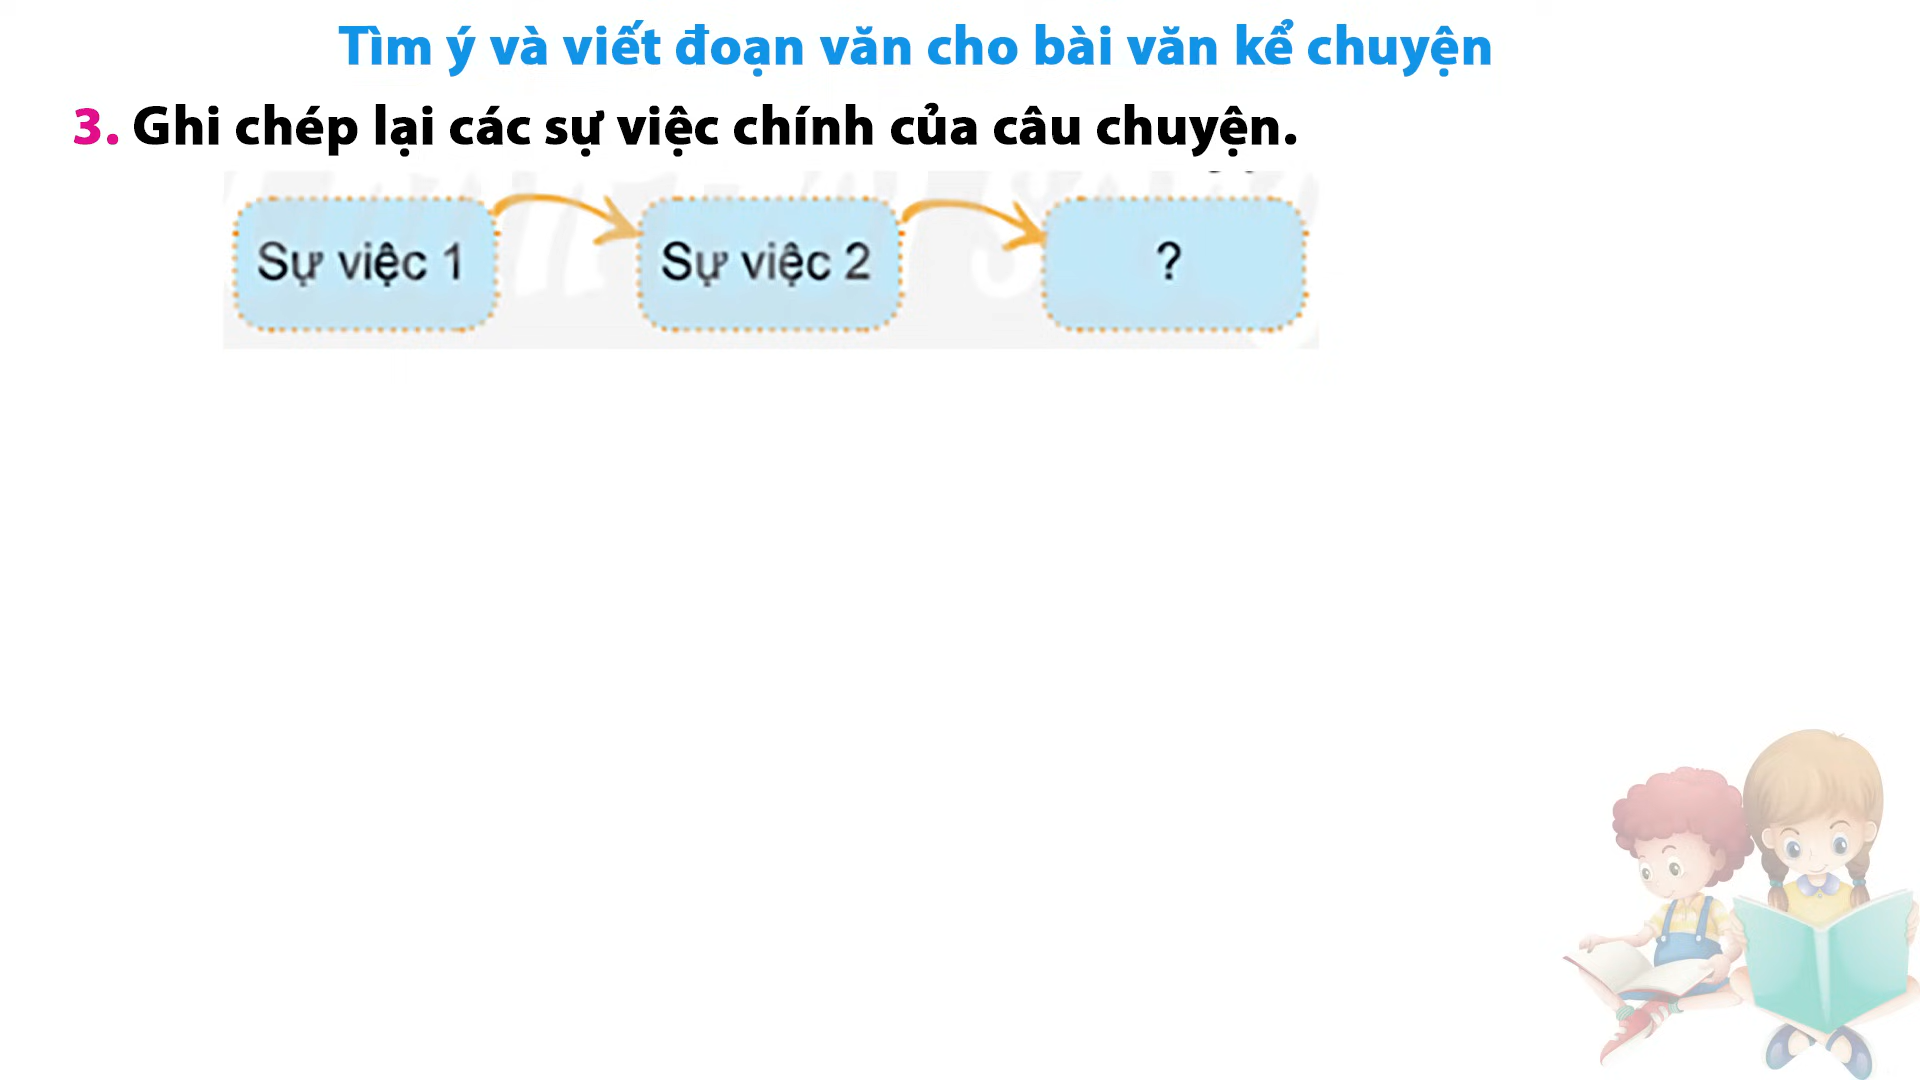 Tìm ý và viết đoạn văn cho bài văn kể chuyện
3. Ghi chép lại các sự việc chính của câu chuyện.
Sự việc 1
Sự việc 2
?